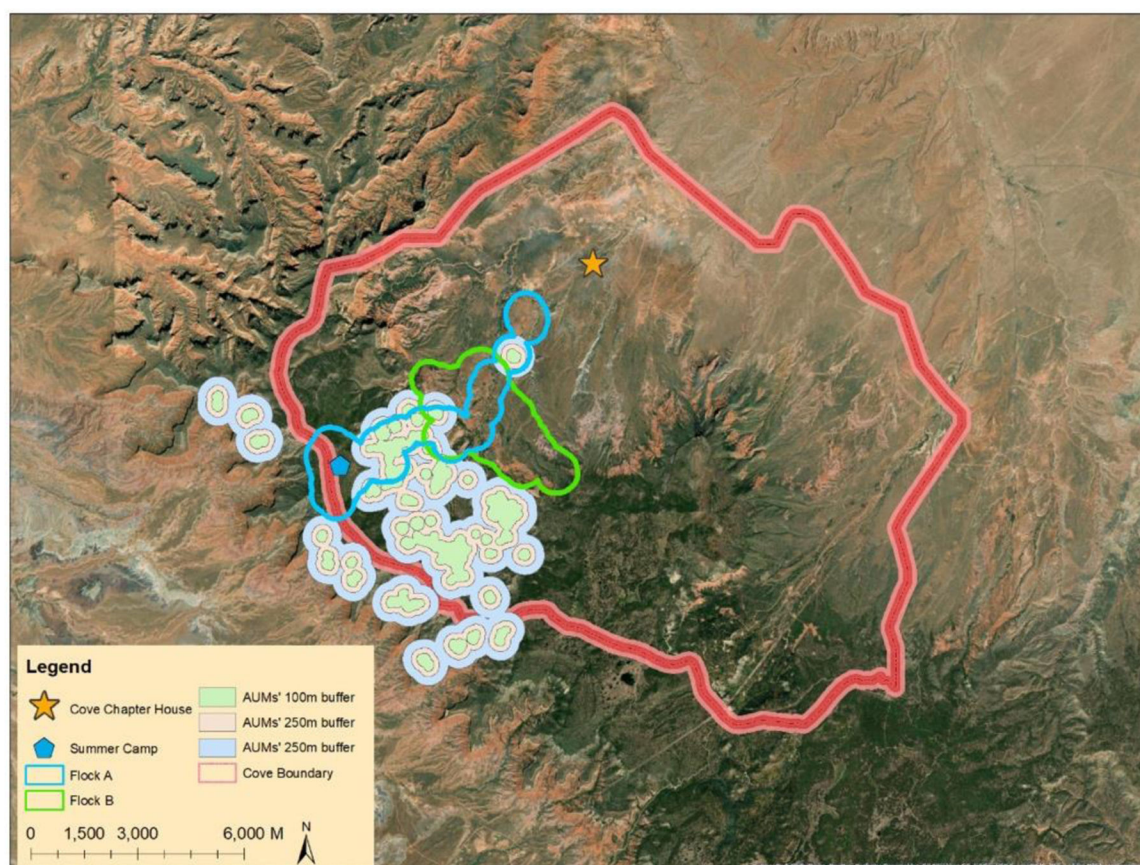 Legend
Cove Chapter House
Summer Camp
Flock A
Flock B
AUMs' 100m buffer
AUMs' 250m buffer
AUMs' 250m buffer
Cove Boundary
0 1,500 3,000 6,000 M
N